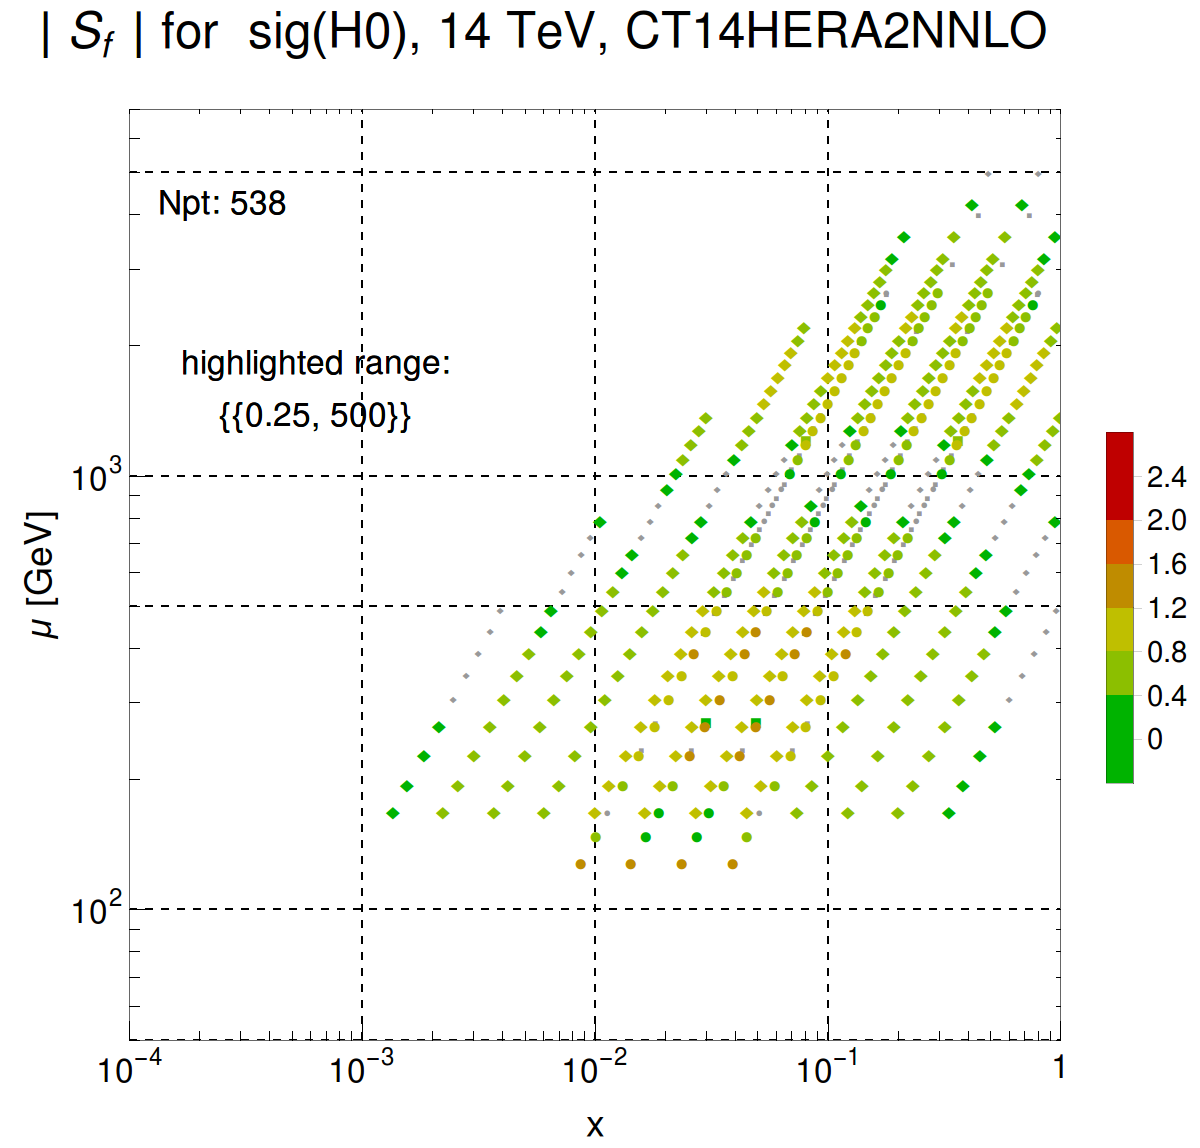 | S_f | for sig(H0), 14 TeV, CT14HERA2NNLO
Npt: 538
highlighted range:
{{0.25, 500}}
10^3
10^2
μ [GeV]
10^−4 10^−3 10^−2 10^−1 1
x
2.4
2.0
1.6
1.2
0.8
0.4
0